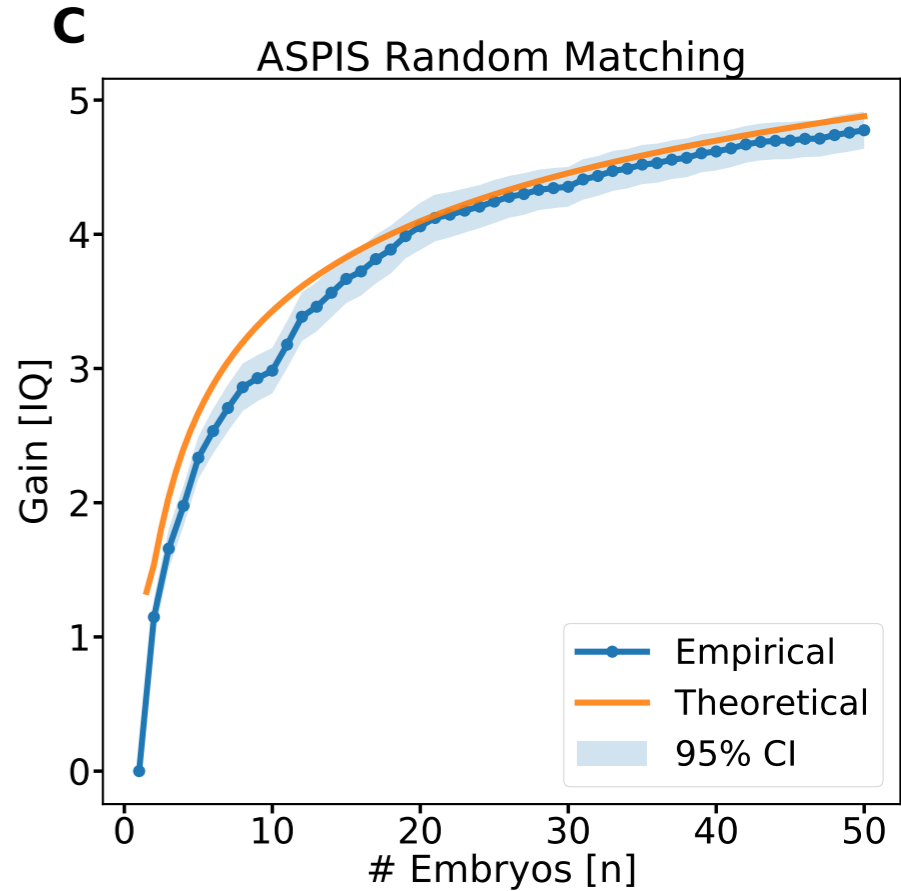 C
ASPIS Random Matching
Gain [IQ]
5
4
3
2
1
0
Empirical
Theoretical
95% CI
0 10 20 30 40 50
# Embryos [n]